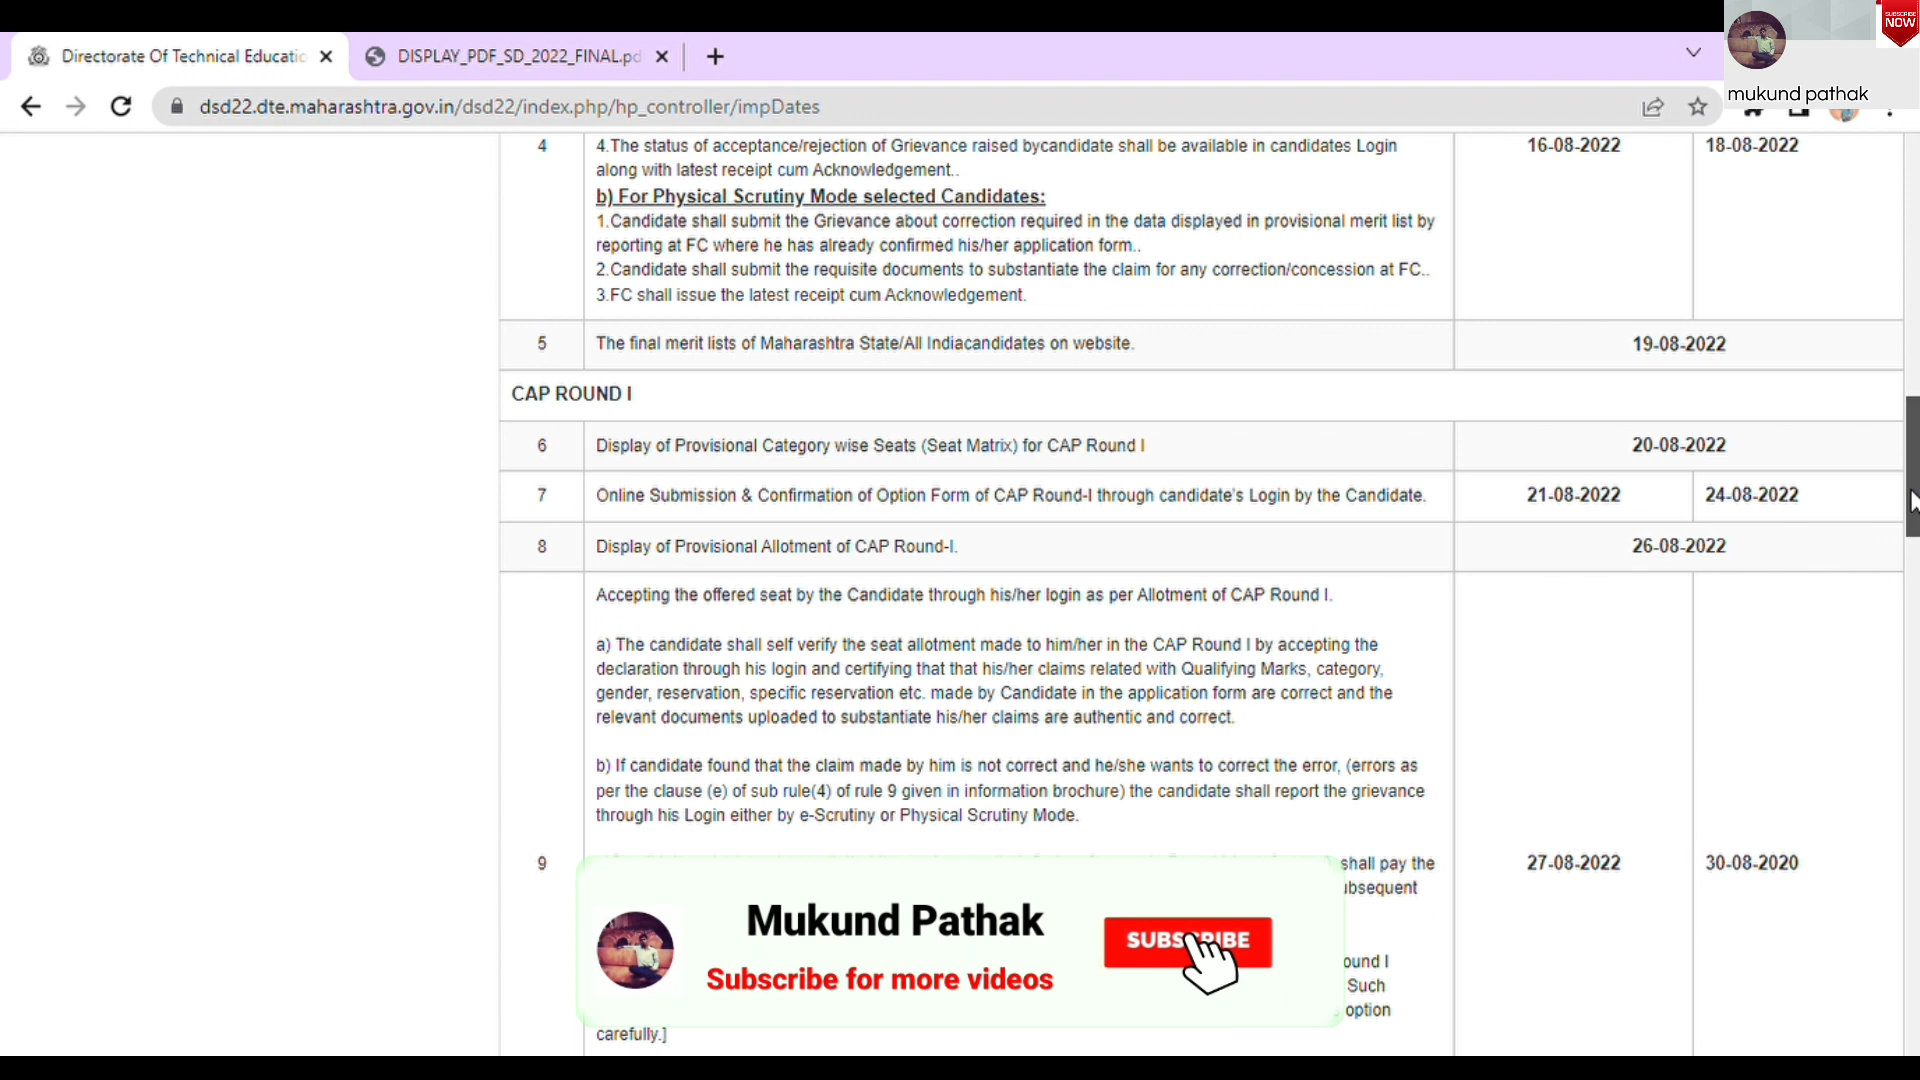 SUBSCRIBE
NOW
mukund pathak
Directorate Of Technical Educatio
DISPLAY_PDF_SD_2022_FINAL.pd
dsd22.dte.maharashtra.gov.in/dsd22/index.php/hp_controller/impDates
4
4.The status of acceptance/rejection of Grievance raised bycandidate shall be available in candidates Login
along with latest receipt cum Acknowledgement..
16-08-2022
18-08-2022
b) For Physical Scrutiny Mode selected Candidates:
1.Candidate shall submit the Grievance about correction required in the data displayed in provisional merit list by
reporting at FC where he has already confirmed his/her application form..
2.Candidate shall submit the requisite documents to substantiate the claim for any correction/concession at FC..
3.FC shall issue the latest receipt cum Acknowledgement.
5
The final merit lists of Maharashtra State/All Indiacandidates on website.
19-08-2022
CAP ROUND I
6
Display of Provisional Category wise Seats (Seat Matrix) for CAP Round I
20-08-2022
7
Online Submission & Confirmation of Option Form of CAP Round-I through candidate's Login by the Candidate.
21-08-2022
24-08-2022
8
Display of Provisional Allotment of CAP Round-I.
26-08-2022
Accepting the offered seat by the Candidate through his/her login as per Allotment of CAP Round I.
a) The candidate shall self verify the seat allotment made to him/her in the CAP Round I by accepting the
declaration through his login and certifying that that his/her claims related with Qualifying Marks, category,
gender, reservation, specific reservation etc. made by Candidate in the application form are correct and the
relevant documents uploaded to substantiate his/her claims are authentic and correct.
b) If candidate found that the claim made by him is not correct and he/she wants to correct the error, (errors as
per the clause (e) of sub rule(4) of rule 9 given in information brochure) the candidate shall report the grievance
through his Login either by e-Scrutiny or Physical Scrutiny Mode.
9
shall pay the
27-08-2022
30-08-2020
ound I
Such
option
carefully.]
Mukund Pathak
Subscribe for more videos
SUBSCRIBE